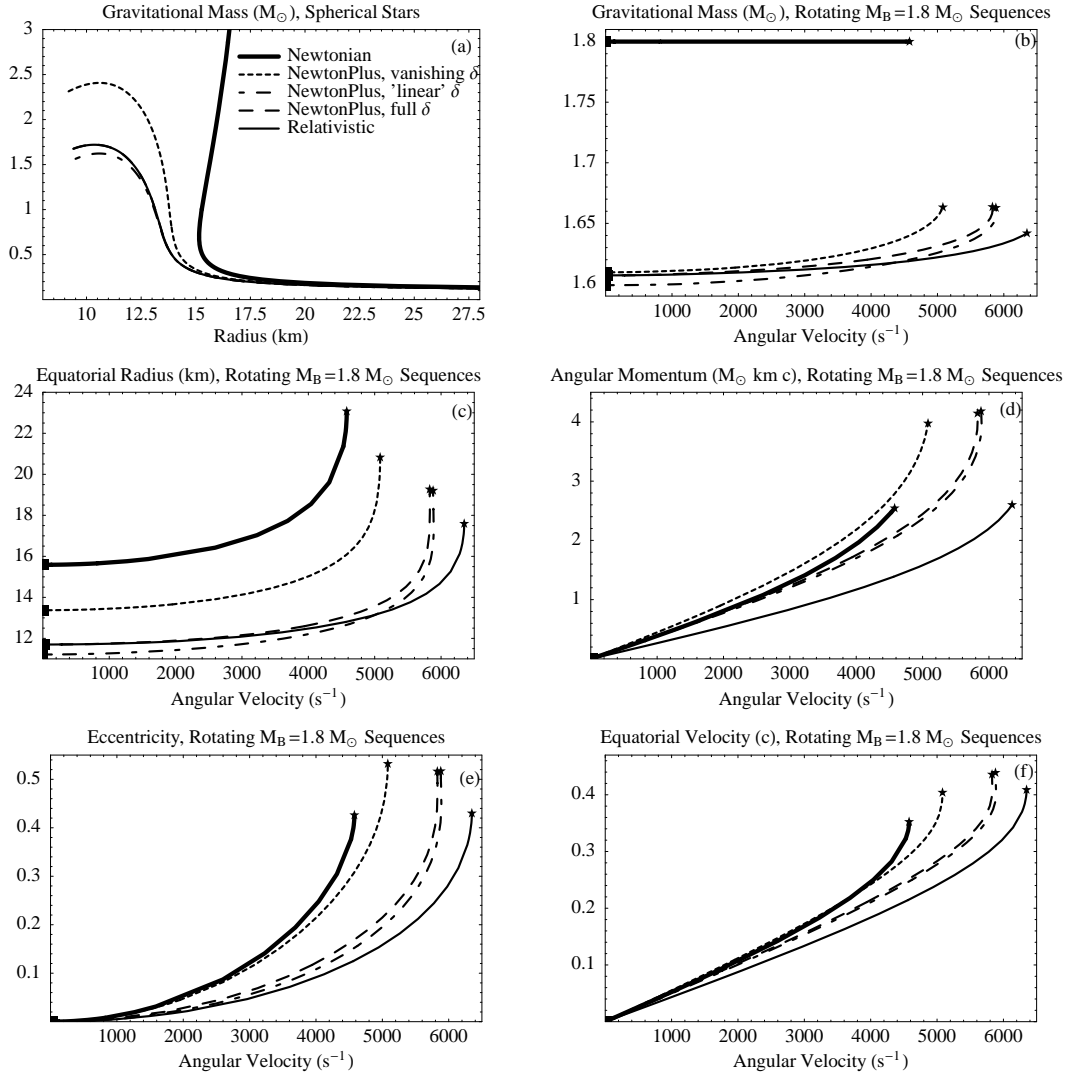 Gravitational Mass (M⊙), Spherical Stars
(a)
Newtonian
NewtonPlus, vanishing δ
NewtonPlus, 'linear' δ
NewtonPlus, full δ
Relativistic
3
2.5
2
1.5
1
0.5
10 12.5 15 17.5 20 22.5 25 27.5
Radius (km)
Gravitational Mass (M⊙), Rotating M_B=1.8 M⊙ Sequences
(b)
1.8
1.75
1.7
1.65
1.6
1000 2000 3000 4000 5000 6000
Angular Velocity (s⁻¹)
Equatorial Radius (km), Rotating M_B=1.8 M⊙ Sequences
(c)
24
22
20
18
16
14
12
1000 2000 3000 4000 5000 6000
Angular Velocity (s⁻¹)
Angular Momentum (M⊙ km c), Rotating M_B=1.8 M⊙ Sequences
(d)
4
3
2
1
1000 2000 3000 4000 5000 6000
Angular Velocity (s⁻¹)
Eccentricity, Rotating M_B=1.8 M⊙ Sequences
(e)
0.5
0.4
0.3
0.2
0.1
1000 2000 3000 4000 5000 6000
Angular Velocity (s⁻¹)
Equatorial Velocity (c), Rotating M_B=1.8 M⊙ Sequences
(f)
0.4
0.3
0.2
0.1
1000 2000 3000 4000 5000 6000
Angular Velocity (s⁻¹)